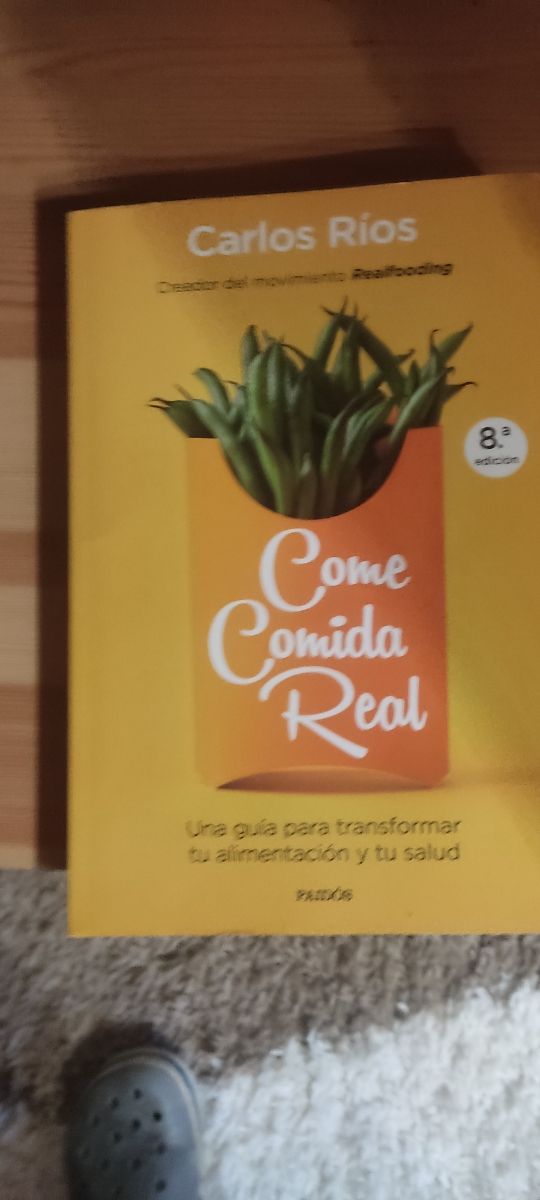 Carlos Ríos
Creador del movimiento Realfooding
8.ª
edición
Come
Comida
Real
Una guía para transformar
tu alimentación y tu salud
PAIDÓS